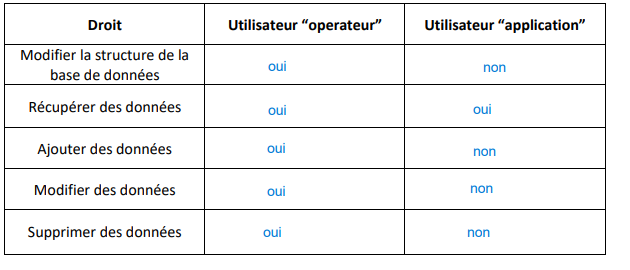 Droit Utilisateur “operateur” Utilisateur “application”
Modifier la structure de la
base de données oui non
Récupérer des données oui oui
Ajouter des données oui non
Modifier des données oui non
Supprimer des données oui non